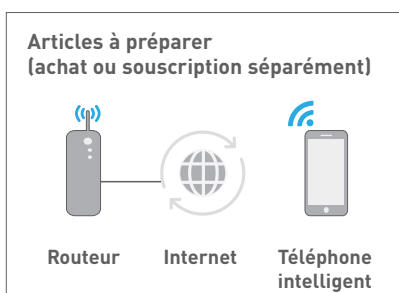 Articles à préparer
(achat ou souscription séparément)
Routeur Internet Téléphone
intelligent